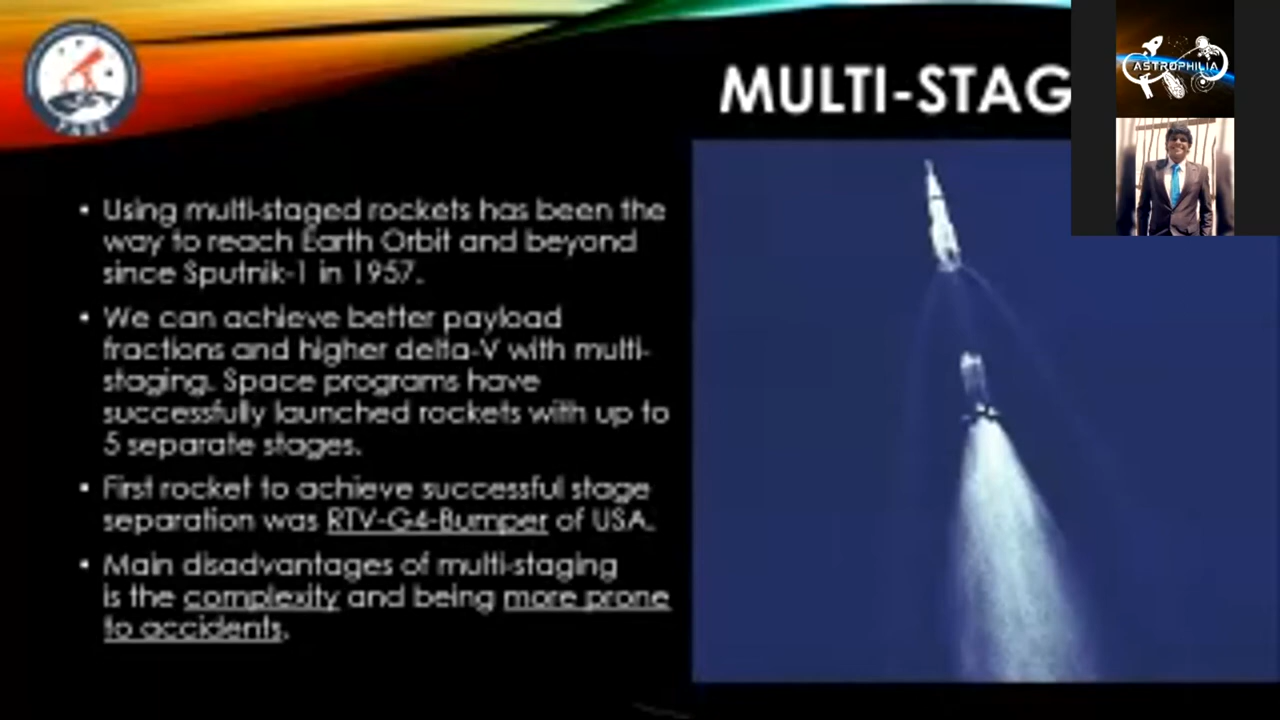 MULTI-STAG
ASTROPHILIA
• Using multi-staged rockets has been the
way to reach Earth Orbit and beyond
since Sputnik-1 in 1957.
• We can achieve better payload
fractions and higher delta-V with multi-
staging. Space programs have
successfully launched rockets with up to
5 separate stages.
• First rocket to achieve successful stage
separation was RTV-G4-Bumper of USA.
• Main disadvantages of multi-staging
is the complexity and being more prone
to accidents.